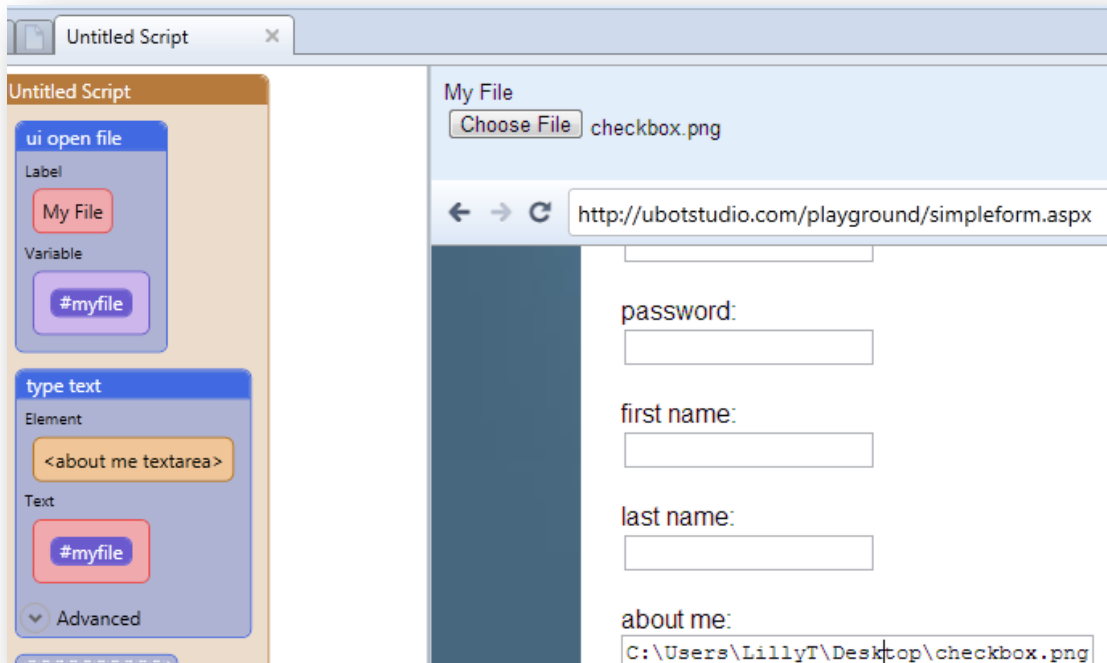 Untitled Script
Untitled Script
ui open file
Label
My File
Variable
#myfile
type text
Element
<about me textarea>
Text
#myfile
Advanced
My File
Choose File checkbox.png
http://ubotstudio.com/playground/simpleform.aspx
password:
first name:
last name:
about me:
C:\Users\LillyT\Desktop\checkbox.png